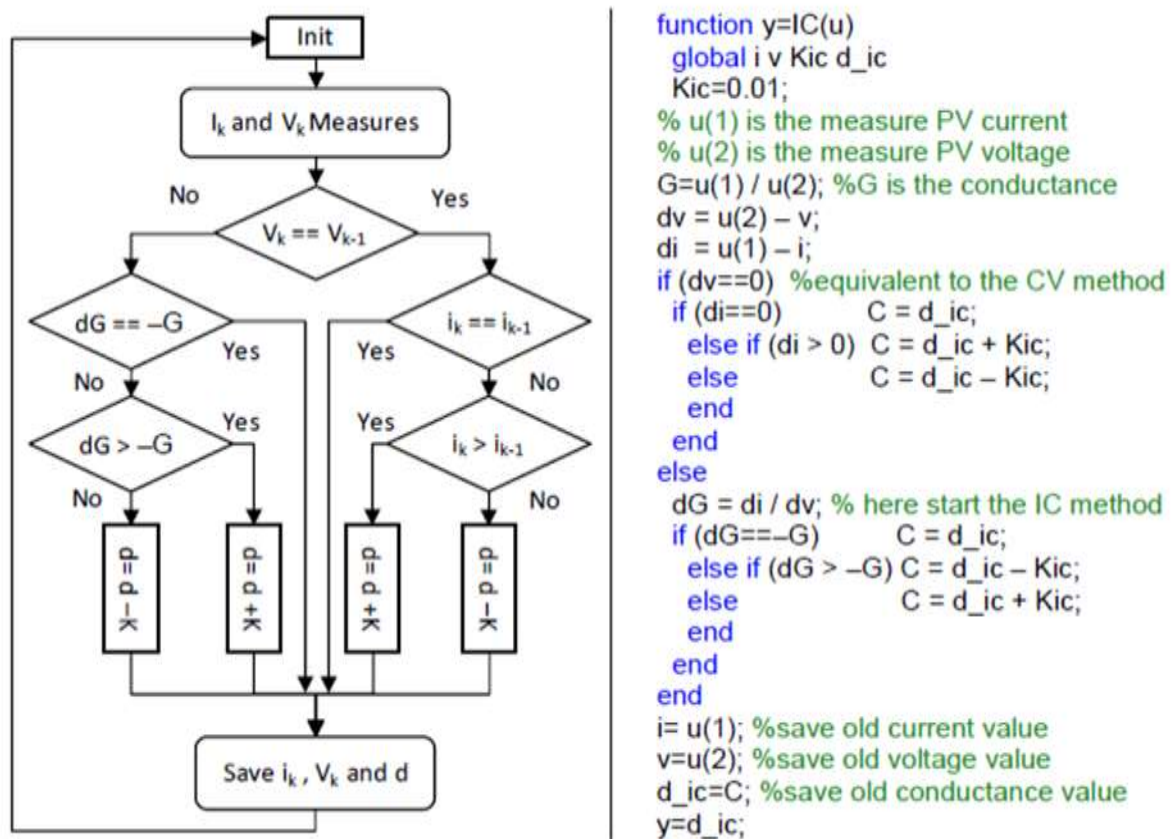 Init
I_k and V_k Measures
No
Yes
V_k == V_k-1
dG == –G
Yes
No
i_k == i_k-1
Yes
No
dG > –G
Yes
No
i_k > i_k-1
Yes
No
d= d –K
d= d +K
d= d +K
d= d –K
Save i_k , V_k and d
function y=IC(u)
global i v Kic d_ic
Kic=0.01;
% u(1) is the measure PV current
% u(2) is the measure PV voltage
G=u(1) / u(2); %G is the conductance
dv = u(2) – v;
di = u(1) – i;
if (dv==0) %equivalent to the CV method
if (di==0) C = d_ic;
else if (di > 0) C = d_ic + Kic;
else C = d_ic – Kic;
end
end
else
dG = di / dv; % here start the IC method
if (dG==–G) C = d_ic;
else if (dG > –G) C = d_ic – Kic;
else C = d_ic + Kic;
end
end
end
i= u(1); %save old current value
v=u(2); %save old voltage value
d_ic=C; %save old conductance value
y=d_ic;